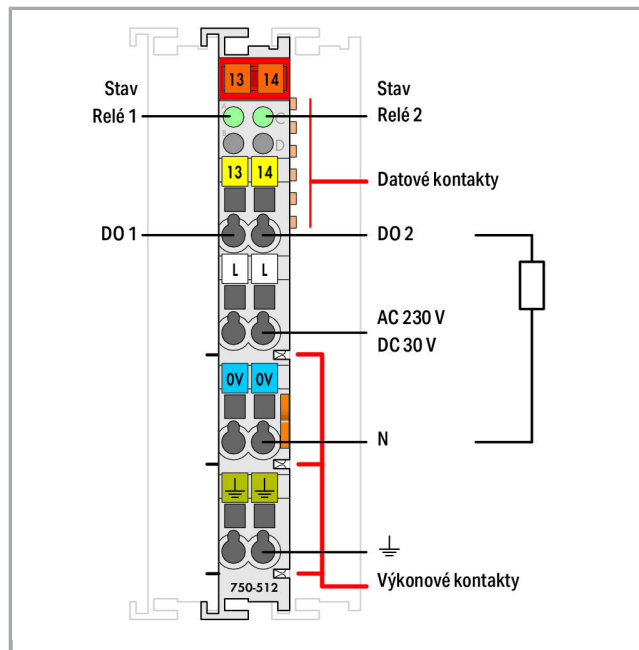 13 14
Stav
Relé 1
Stav
Relé 2
A
C
B
D
13 14
Datové kontakty
DO 1
DO 2
L L
AC 230 V
DC 30 V
0V 0V
N
Výkonové kontakty
750-512